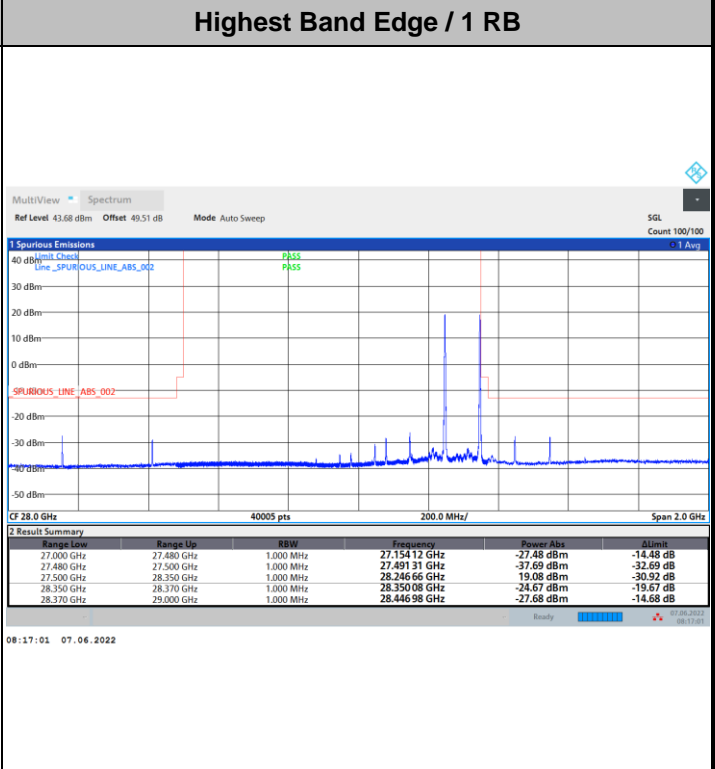 Highest Band Edge / 1 RB
MultiView Spectrum
Ref Level 43.68 dBm Offset 49.51 dB Mode Auto Sweep SGL
Count 100/100
1 Spurious Emissions 1 Avg
40 dBm Limit Check PASS
Line _SPURIOUS_LINE_ABS_002 PASS
30 dBm
20 dBm
10 dBm
0 dBm
_SPURIOUS_LINE_ABS_002
-20 dBm
-30 dBm
-40 dBm
-50 dBm
CF 28.0 GHz 40005 pts 200.0 MHz/ Span 2.0 GHz
2 Result Summary
Range Low Range Up RBW Frequency Power Abs ΔLimit
27.000 GHz 27.480 GHz 1.000 MHz 27.154 12 GHz -27.48 dBm -14.48 dB
27.480 GHz 27.500 GHz 1.000 MHz 27.491 31 GHz -37.69 dBm -32.69 dB
27.500 GHz 28.350 GHz 1.000 MHz 28.246 66 GHz 19.08 dBm -30.92 dB
28.350 GHz 28.370 GHz 1.000 MHz 28.350 08 GHz -24.67 dBm -19.67 dB
28.370 GHz 29.000 GHz 1.000 MHz 28.446 98 GHz -27.68 dBm -14.68 dB
Ready
08:17:01
08:17:01 07.06.2022